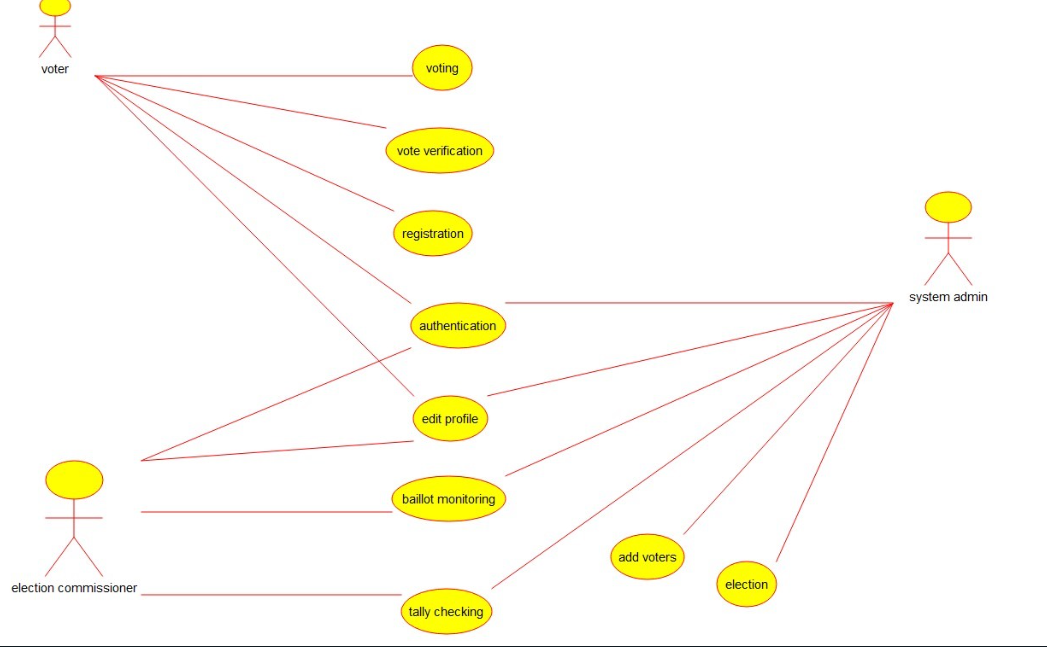 voter
voting
vote verification
registration
system admin
authentication
edit profile
baillot monitoring
add voters
election
election commissioner
tally checking